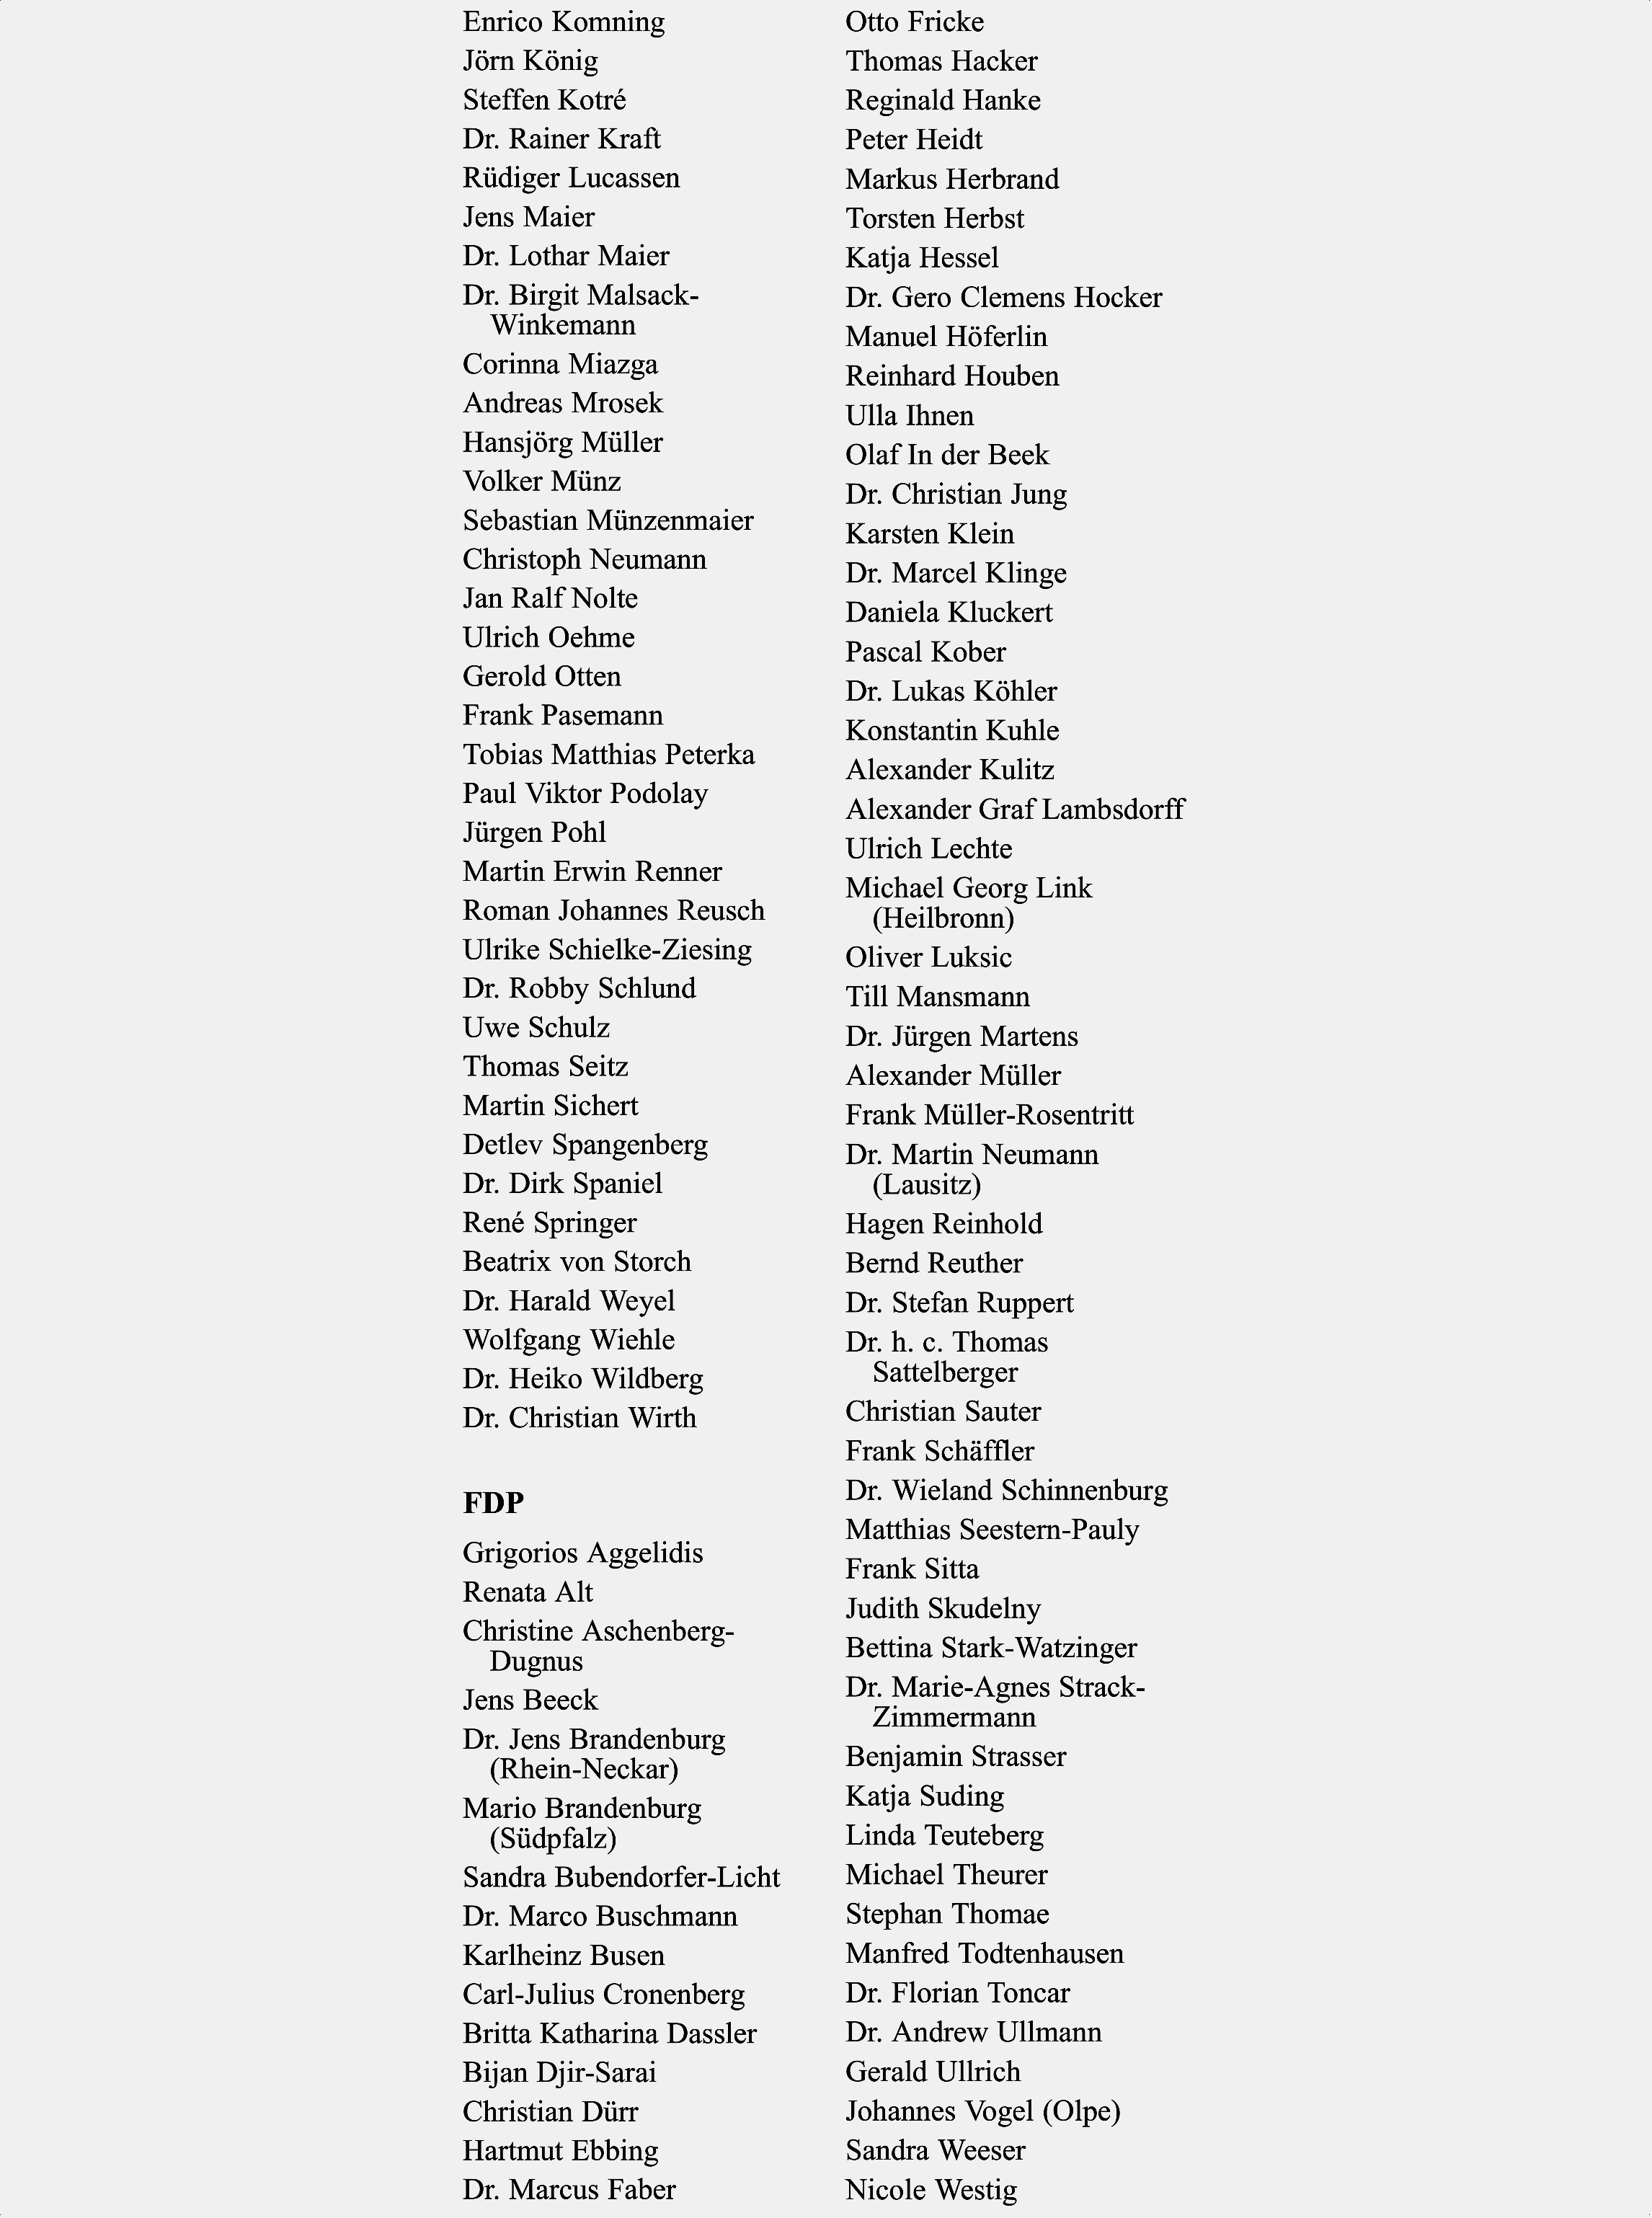 Enrico Komning
Jörn König
Steffen Kotré
Dr. Rainer Kraft
Rüdiger Lucassen
Jens Maier
Dr. Lothar Maier
Dr. Birgit Malsack-
Winkemann
Corinna Miazga
Andreas Mrosek
Hansjörg Müller
Volker Münz
Sebastian Münzenmaier
Christoph Neumann
Jan Ralf Nolte
Ulrich Oehme
Gerold Otten
Frank Pasemann
Tobias Matthias Peterka
Paul Viktor Podolay
Jürgen Pohl
Martin Erwin Renner
Roman Johannes Reusch
Ulrike Schielke-Ziesing
Dr. Robby Schlund
Uwe Schulz
Thomas Seitz
Martin Sichert
Detlev Spangenberg
Dr. Dirk Spaniel
René Springer
Beatrix von Storch
Dr. Harald Weyel
Wolfgang Wiehle
Dr. Heiko Wildberg
Dr. Christian Wirth
FDP
Grigorios Aggelidis
Renata Alt
Christine Aschenberg-
Dugnus
Jens Beeck
Dr. Jens Brandenburg
(Rhein-Neckar)
Mario Brandenburg
(Südpfalz)
Sandra Bubendorfer-Licht
Dr. Marco Buschmann
Karlheinz Busen
Carl-Julius Cronenberg
Britta Katharina Dassler
Bijan Djir-Sarai
Christian Dürr
Hartmut Ebbing
Dr. Marcus Faber
Otto Fricke
Thomas Hacker
Reginald Hanke
Peter Heidt
Markus Herbrand
Torsten Herbst
Katja Hessel
Dr. Gero Clemens Hocker
Manuel Höferlin
Reinhard Houben
Ulla Ihnen
Olaf In der Beek
Dr. Christian Jung
Karsten Klein
Dr. Marcel Klinge
Daniela Kluckert
Pascal Kober
Dr. Lukas Köhler
Konstantin Kuhle
Alexander Kulitz
Alexander Graf Lambsdorff
Ulrich Lechte
Michael Georg Link
(Heilbronn)
Oliver Luksic
Till Mansmann
Dr. Jürgen Martens
Alexander Müller
Frank Müller-Rosentritt
Dr. Martin Neumann
(Lausitz)
Hagen Reinhold
Bernd Reuther
Dr. Stefan Ruppert
Dr. h. c. Thomas
Sattelberger
Christian Sauter
Frank Schäffler
Dr. Wieland Schinnenburg
Matthias Seestern-Pauly
Frank Sitta
Judith Skudelny
Bettina Stark-Watzinger
Dr. Marie-Agnes Strack-
Zimmermann
Benjamin Strasser
Katja Suding
Linda Teuteberg
Michael Theurer
Stephan Thomae
Manfred Todtenhausen
Dr. Florian Toncar
Dr. Andrew Ullmann
Gerald Ullrich
Johannes Vogel (Olpe)
Sandra Weeser
Nicole Westig